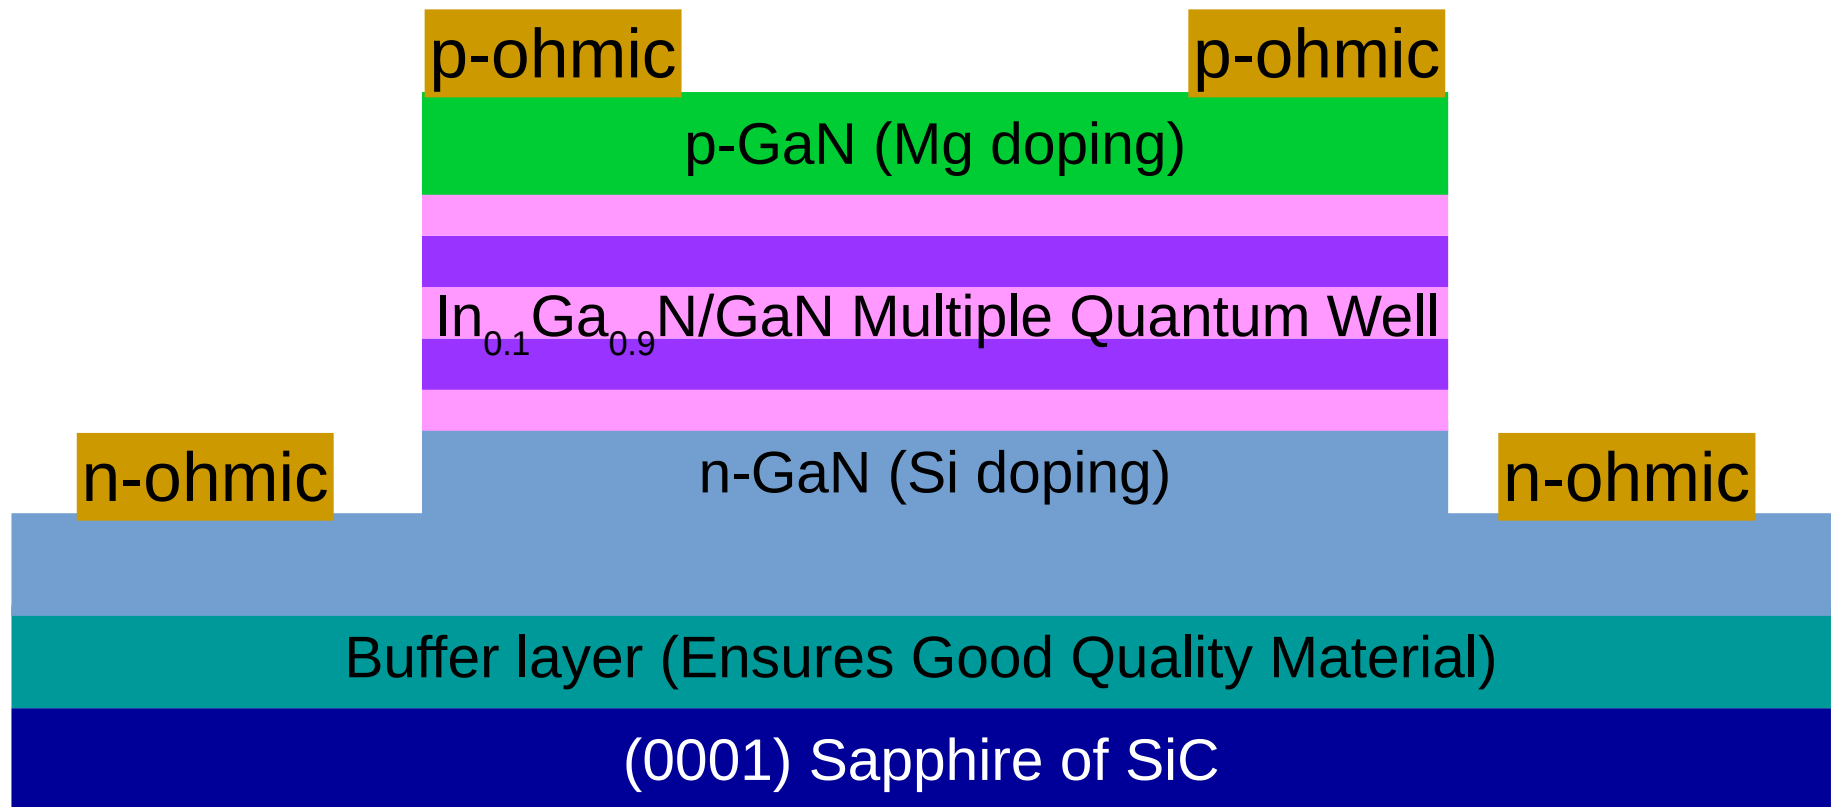 p-ohmic p-ohmic
p-GaN (Mg doping)
In0.1Ga0.9N/GaN Multiple Quantum Well
n-GaN (Si doping)
n-ohmic n-ohmic
Buffer layer (Ensures Good Quality Material)
(0001) Sapphire of SiC